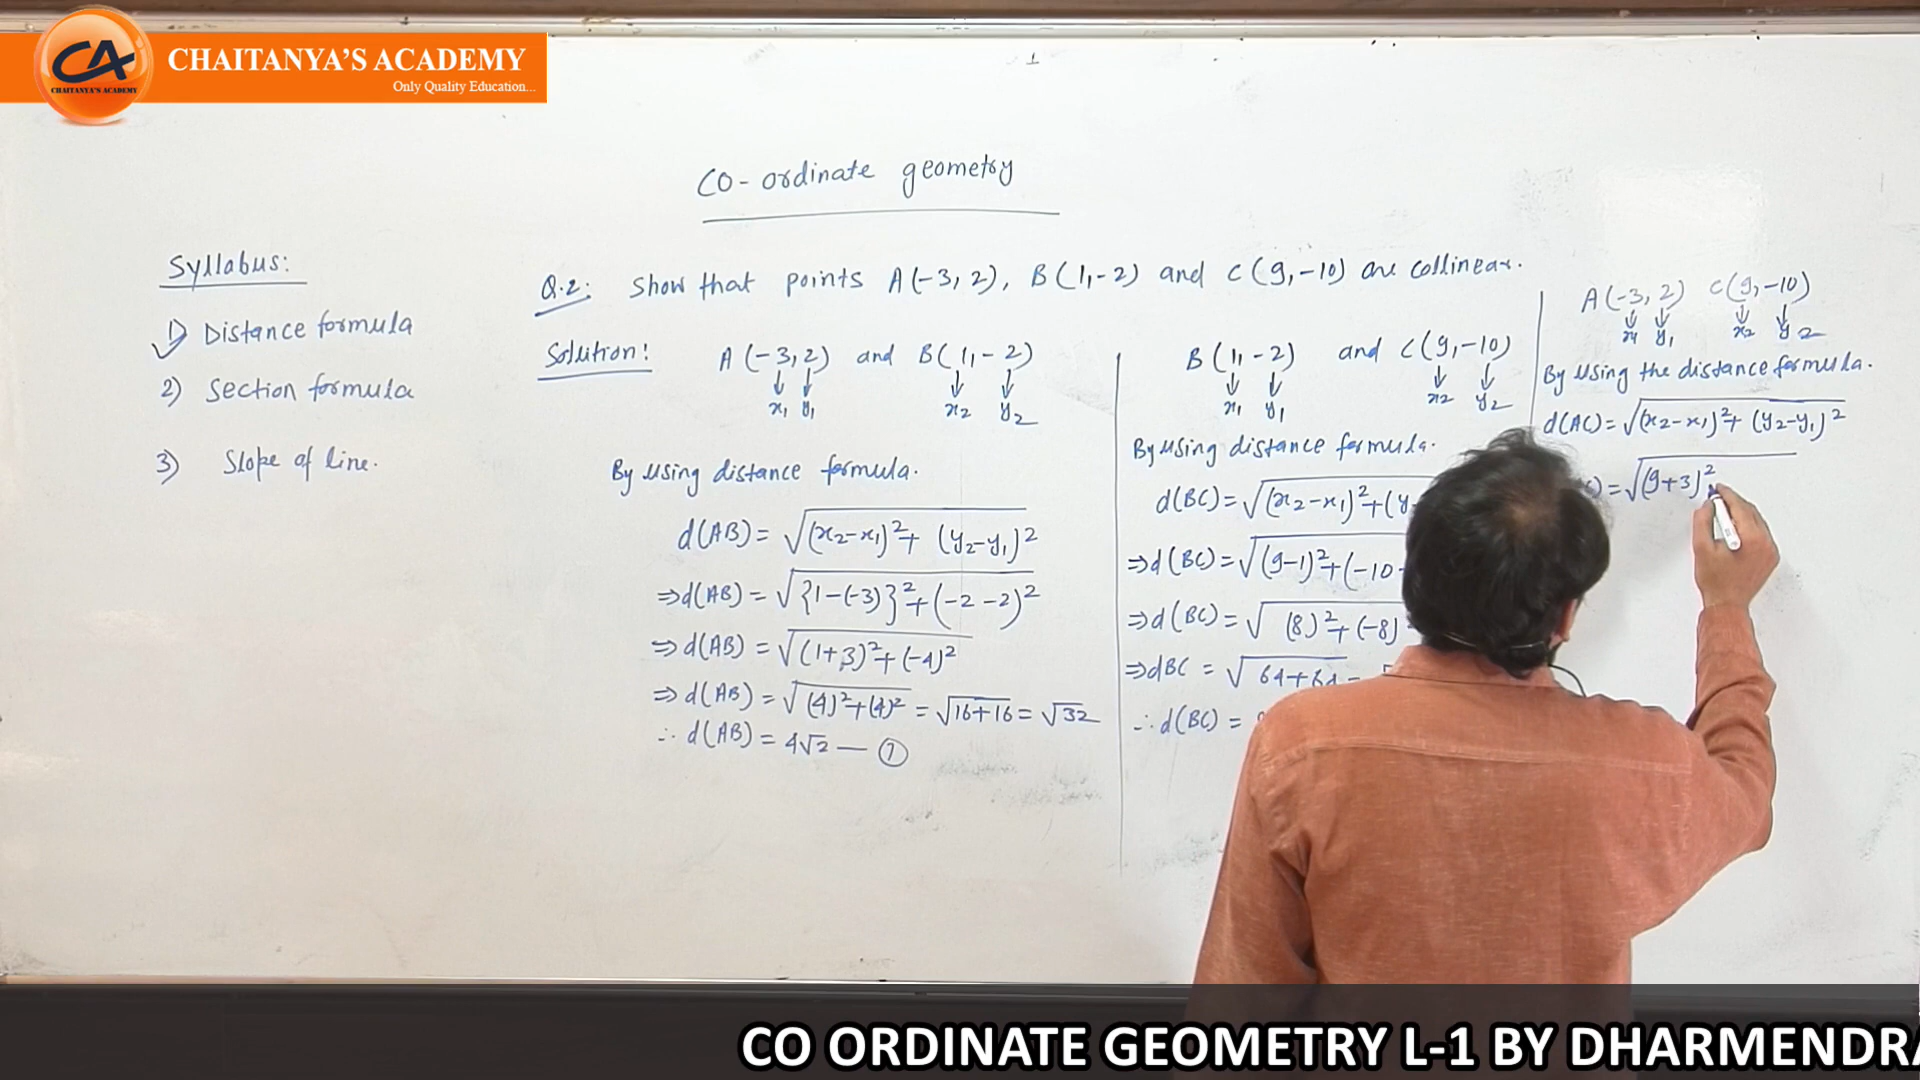 CHAITANYA'S ACADEMY
Only Quality Education...
CA
CHAITANYA'S ACADEMY
CO-ordinate geometry
Syllabus:
1) Distance formula
2) Section formula
3) Slope of line.
Q.2: Show that points A(-3, 2), B(1,-2) and C(9,-10) are collinear.
Solution: A(-3, 2) and B(1, -2)
x₁ y₁ x₂ y₂
By using distance formula.
d(AB) = √(x₂-x₁)²+ (y₂-y₁)²
⇒ d(AB) = √{1-(-3)}²+(-2-2)²
⇒ d(AB) = √(1+3)²+(-4)²
⇒ d(AB) = √(4)²+(4)² = √16+16 = √32
∴ d(AB) = 4√2 — ①
B(1, -2) and C(9,-10)
x₁ y₁ x₂ y₂
By using distance formula.
d(BC) = √(x₂-x₁)²+(y
⇒ d(BC) = √(9-1)²+(-10
⇒ d(BC) = √(8)²+(-8)
⇒ dBC = √64+64 =
∴ d(BC) =
A(-3, 2) C(9,-10)
x₁ y₁ x₂ y₂
By using the distance formula.
d(AC) = √(x₂-x₁)²+ (y₂-y₁)²
) = √(9+3)²
CO ORDINATE GEOMETRY L-1 BY DHARMENDRA